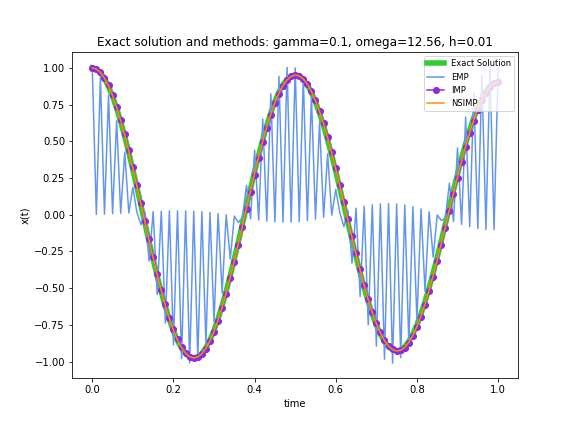 Exact solution and methods: gamma=0.1, omega=12.56, h=0.01
Exact Solution
EMP
IMP
NSIMP
1.00
0.75
0.50
0.25
0.00
−0.25
−0.50
−0.75
−1.00
x(t)
0.0 0.2 0.4 0.6 0.8 1.0
time